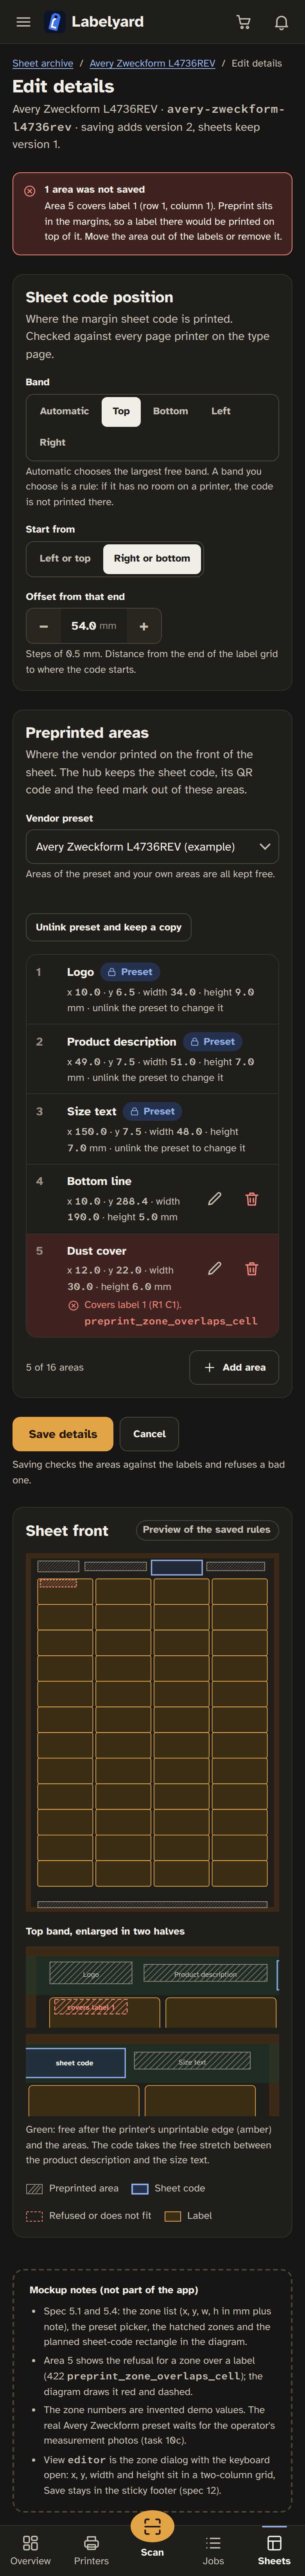 Labelyard
Sheet archive / Avery Zweckform L4736REV / Edit details
Edit details
Avery Zweckform L4736REV · avery-zweckform-
l4736rev · saving adds version 2, sheets keep
version 1.
1 area was not saved
Area 5 covers label 1 (row 1, column 1). Preprint sits
in the margins, so a label there would be printed on
top of it. Move the area out of the labels or remove it.
Sheet code position
Where the margin sheet code is printed.
Checked against every page printer on the type
page.
Band
Automatic Top Bottom Left
Right
Automatic chooses the largest free band. A band you
choose is a rule: if it has no room on a printer, the code
is not printed there.
Start from
Left or top Right or bottom
Offset from that end
− 54.0 mm +
Steps of 0.5 mm. Distance from the end of the label grid
to where the code starts.
Preprinted areas
Where the vendor printed on the front of the
sheet. The hub keeps the sheet code, its QR
code and the feed mark out of these areas.
Vendor preset
Avery Zweckform L4736REV (example)
Areas of the preset and your own areas are all kept free.
Unlink preset and keep a copy
1 Logo Preset
x 10.0 · y 6.5 · width 34.0 · height 9.0
mm · unlink the preset to change it
2 Product description Preset
x 49.0 · y 7.5 · width 51.0 · height 7.0
mm · unlink the preset to change it
3 Size text Preset
x 150.0 · y 7.5 · width 48.0 · height
7.0 mm · unlink the preset to change it
4 Bottom line
x 10.0 · y 288.4 · width
190.0 · height 5.0 mm
5 Dust cover
x 12.0 · y 22.0 · width
30.0 · height 6.0 mm
Covers label 1 (R1 C1).
preprint_zone_overlaps_cell
5 of 16 areas
Add area
Save details Cancel
Saving checks the areas against the labels and refuses a bad
one.
Sheet front Preview of the saved rules
Top band, enlarged in two halves
Logo Product description
covers label 1
sheet code Size text
Green: free after the printer's unprintable edge (amber)
and the areas. The code takes the free stretch between
the product description and the size text.
Preprinted area Sheet code
Refused or does not fit Label
Mockup notes (not part of the app)
• Spec 5.1 and 5.4: the zone list (x, y, w, h in mm plus
note), the preset picker, the hatched zones and the
planned sheet-code rectangle in the diagram.
• Area 5 shows the refusal for a zone over a label
(422 preprint_zone_overlaps_cell); the
diagram draws it red and dashed.
• The zone numbers are invented demo values. The
real Avery Zweckform preset waits for the operator's
measurement photos (task 10c).
• View editor is the zone dialog with the keyboard
open: x, y, width and height sit in a two-column grid,
Save stays in the sticky footer (spec 12).
Overview Printers Scan Jobs Sheets